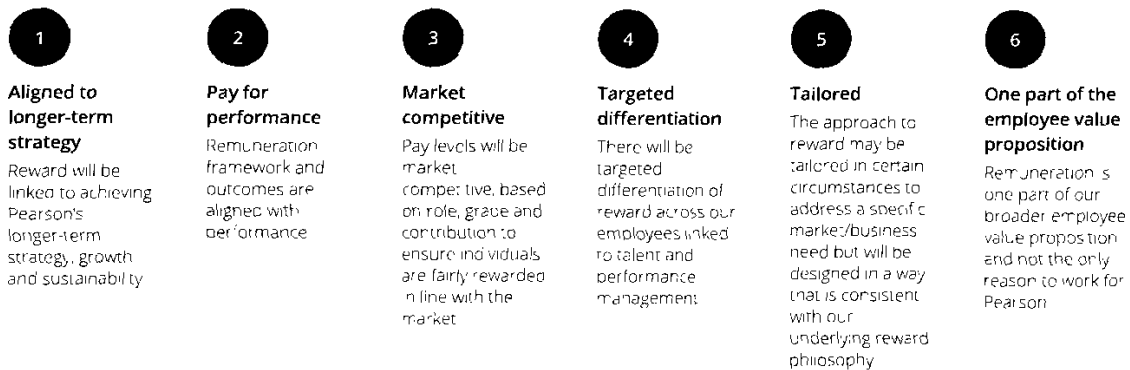 1
Aligned to
longer-term
strategy
Reward will be
linked to achieving
Pearson's
longer-term
strategy, growth
and sustainability
2
Pay for
performance
Remuneration
framework and
outcomes are
aligned with
performance
3
Market
competitive
Pay levels will be
market
competitive, based
on role, grade and
contribution to
ensure individuals
are fairly rewarded
in line with the
market
4
Targeted
differentiation
There will be
targeted
differentiation of
reward across our
employees linked
to talent and
performance
management
5
Tailored
The approach to
reward may be
tailored in certain
circumstances to
address a specific
market/business
need but will be
designed in a way
that is consistent
with our
underlying reward
philosophy
6
One part of the
employee value
proposition
Remuneration is
one part of our
broader employee
value proposition
and not the only
reason to work for
Pearson